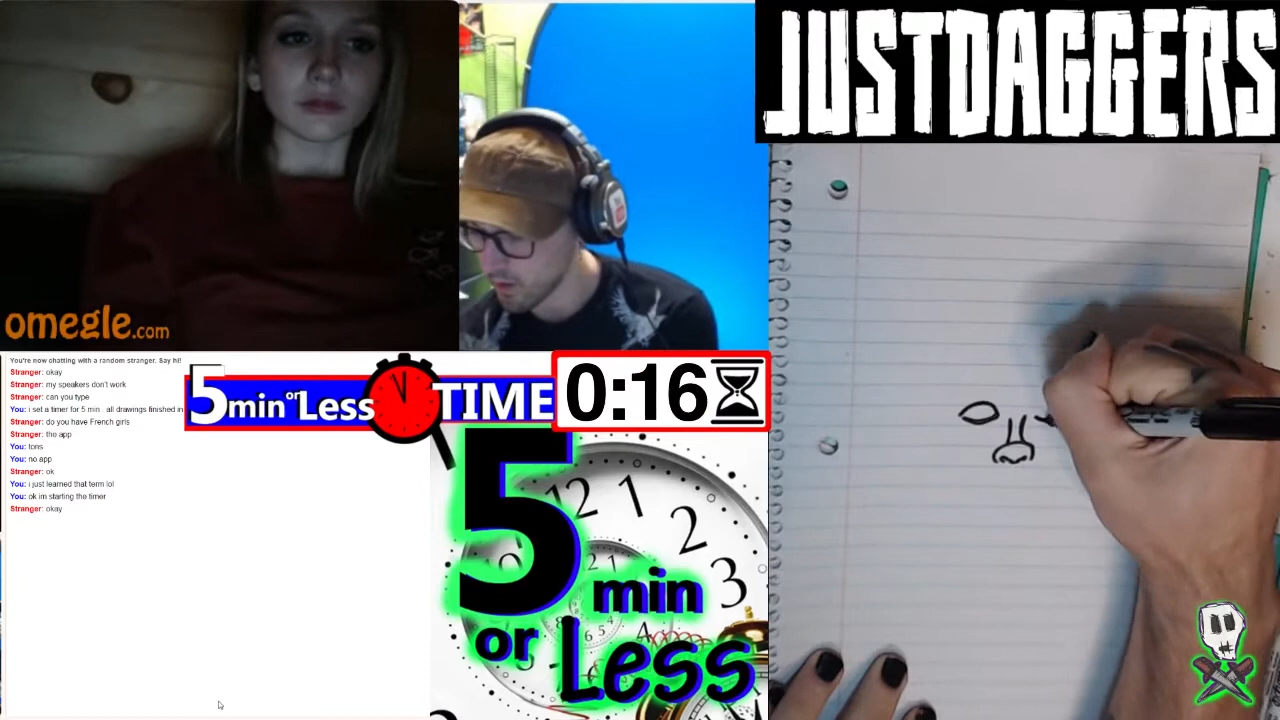 JUSTDAGGERS
omegle.com
You're now chatting with a random stranger. Say hi!
Stranger: okay
Stranger: my speakers don't work
Stranger: can you type
You: i set a timer for 5 min all drawings finished in
Stranger: do you have French girls
Stranger: the app
You: tons
You: no app
Stranger: ok
You: i just learned that term lol
You: ok im starting the timer
Stranger: okay
5 min or Less TIME 0:16
12 1
2
3
4
5 min
or Less